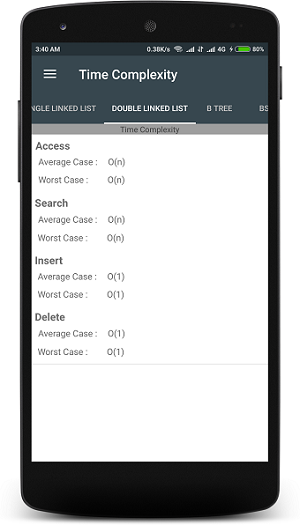 3:40 AM 0.38K/s 4G 80%
Time Complexity
NGLE LINKED LIST DOUBLE LINKED LIST B TREE BS
Time Complexity
Access
Average Case : O(n)
Worst Case : O(n)
Search
Average Case : O(n)
Worst Case : O(n)
Insert
Average Case : O(1)
Worst Case : O(1)
Delete
Average Case : O(1)
Worst Case : O(1)